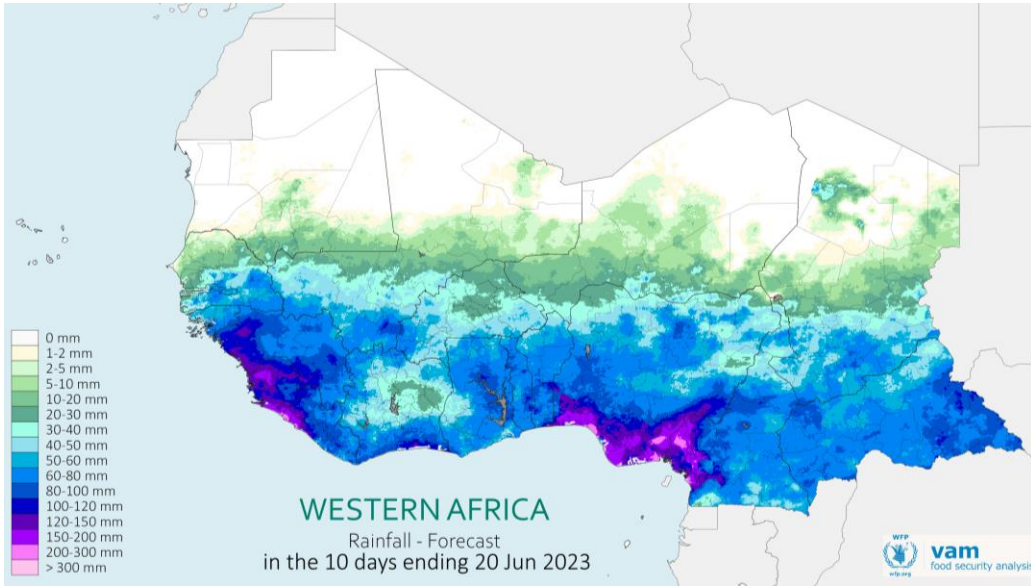 0 mm
1-2 mm
2-5 mm
5-10 mm
10-20 mm
20-30 mm
30-40 mm
40-50 mm
50-60 mm
60-80 mm
80-100 mm
100-120 mm
120-150 mm
150-200 mm
200-300 mm
> 300 mm
WESTERN AFRICA
Rainfall - Forecast
in the 10 days ending 20 Jun 2023
WFP
wfp.org
vam
food security analysis